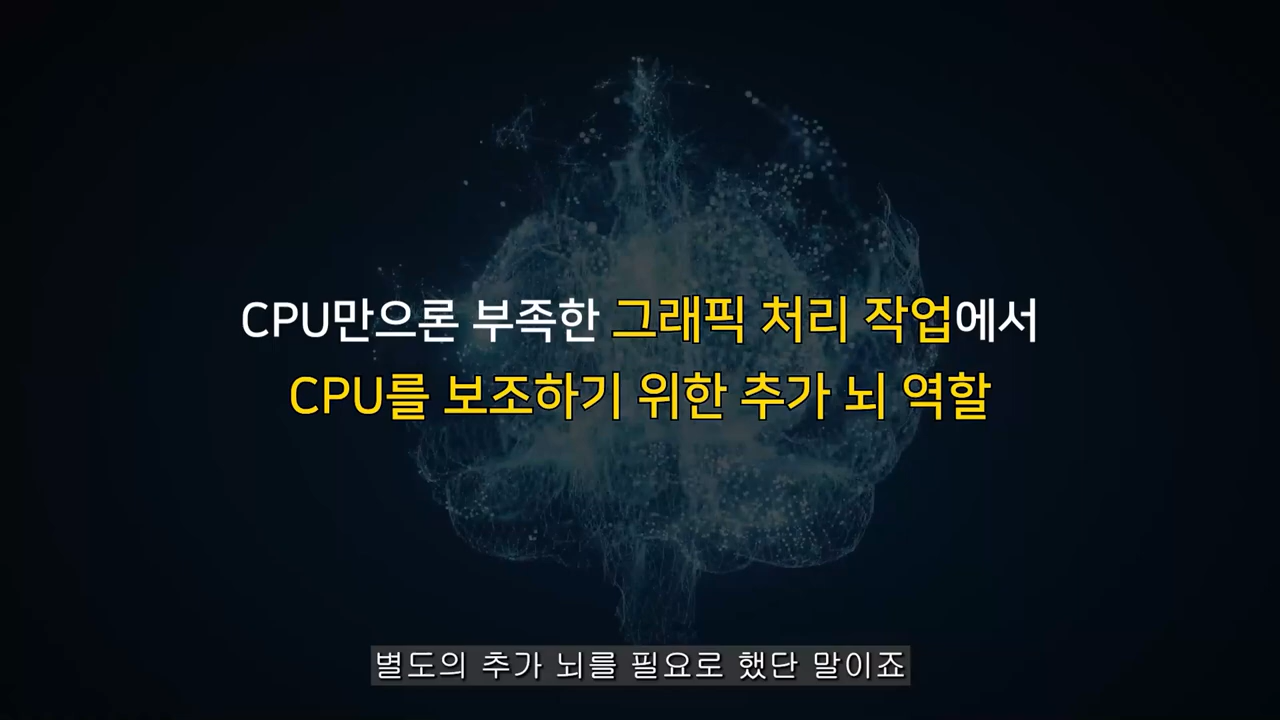 CPU만으론 부족한 그래픽 처리 작업에서
CPU를 보조하기 위한 추가 뇌 역할
별도의 추가 뇌를 필요로 했단 말이죠